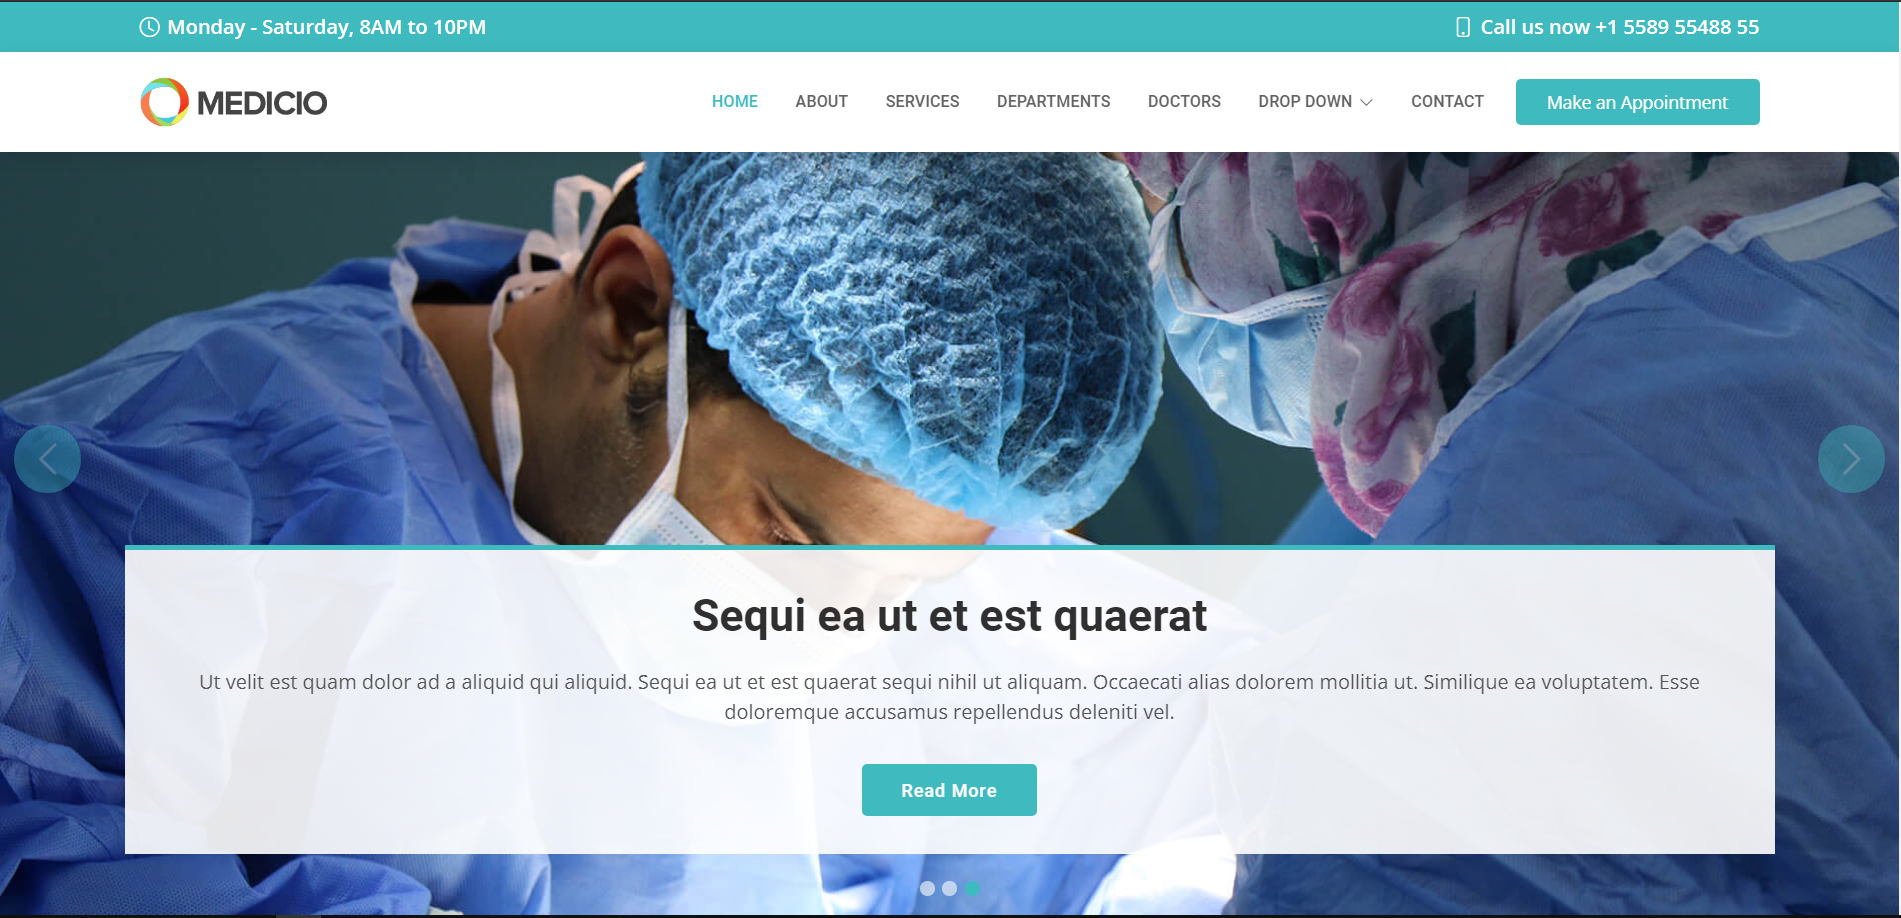 Monday - Saturday, 8AM to 10PM
Call us now +1 5589 55488 55
MEDICIO
HOME ABOUT SERVICES DEPARTMENTS DOCTORS DROP DOWN CONTACT
Make an Appointment
Sequi ea ut et est quaerat
Ut velit est quam dolor ad a aliquid qui aliquid. Sequi ea ut et est quaerat sequi nihil ut aliquam. Occaecati alias dolorem mollitia ut. Similique ea voluptatem. Esse
doloremque accusamus repellendus deleniti vel.
Read More